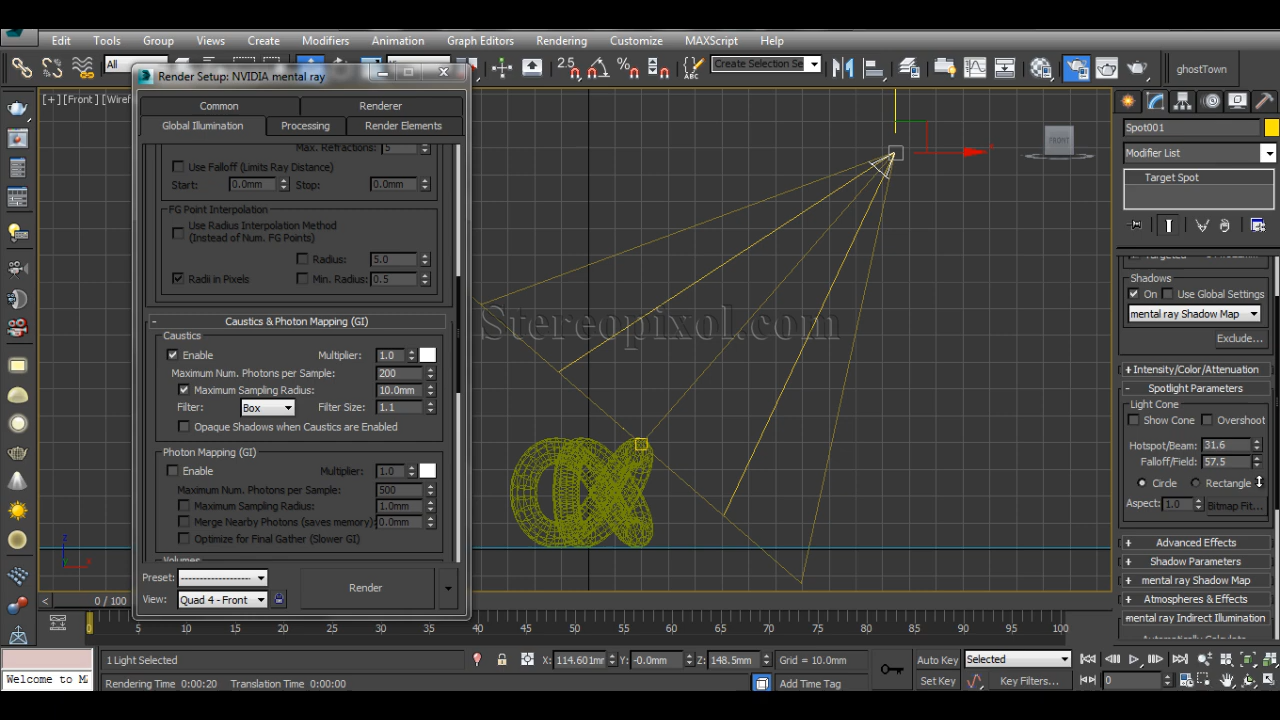 Edit Tools Group Views Create Modifiers Animation Graph Editors Rendering Customize MAXScript Help
All
2.5
ABC
Create Selection Se
ghostTown
[+] [Front] [Wirefr
Render Setup: NVIDIA mental ray
Common Renderer
Global Illumination Processing Render Elements
Max. Refractions: 5
Use Falloff (Limits Ray Distance)
Start: 0.0mm Stop: 0.0mm
FG Point Interpolation
Use Radius Interpolation Method
(Instead of Num. FG Points)
Radius: 5.0
Radii in Pixels Min. Radius: 0.5
- Caustics & Photon Mapping (GI)
Caustics
Enable Multiplier: 1.0
Maximum Num. Photons per Sample: 200
Maximum Sampling Radius: 10.0mm
Filter: Box Filter Size: 1.1
Opaque Shadows when Caustics are Enabled
Photon Mapping (GI)
Enable Multiplier: 1.0
Maximum Num. Photons per Sample: 500
Maximum Sampling Radius: 1.0mm
Merge Nearby Photons (saves memory): 0.0mm
Optimize for Final Gather (Slower GI)
Volumes
Preset: --------------------
Render
View: Quad 4 - Front
Stereopixol.com
FRONT
x
z
x
Spot001
Modifier List
Target Spot
Targeted
Shadows
On Use Global Settings
mental ray Shadow Map
Exclude...
+ Intensity/Color/Attenuation
- Spotlight Parameters
Light Cone
Show Cone Overshoot
Hotspot/Beam: 31.6
Falloff/Field: 57.5
Circle Rectangle
Aspect: 1.0 Bitmap Fit...
+ Advanced Effects
+ Shadow Parameters
+ mental ray Shadow Map
+ Atmospheres & Effects
- mental ray Indirect Illumination
Automatically Calculate
< 0 / 100
0 5 10 15 20 25 30 35 40 45 50 55 60 65 70 75 80 85 90 95 100
1 Light Selected X: 114.601mm Y: -0.0mm Z: 148.5mm Grid = 10.0mm Auto Key Selected
Welcome to M
Rendering Time 0:00:20 Translation Time 0:00:00 Add Time Tag Set Key Key Filters... 0